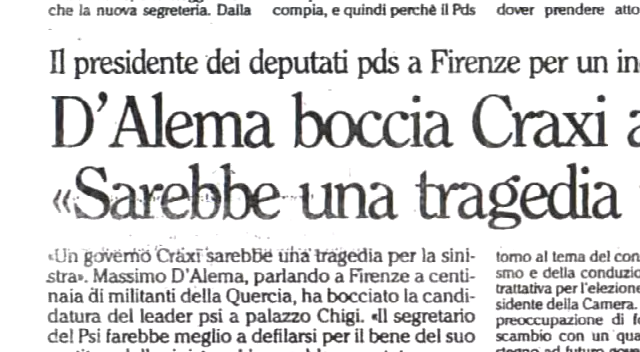 che la nuova segreteria. Dalla
compia, e quindi perchè il Pds
dover prendere atto
Il presidente dei deputati pds a Firenze per un in
D'Alema boccia Craxi a
«Sarebbe una tragedia
«Un governo Craxi sarebbe una tragedia per la sini-
stra». Massimo D'Alema, parlando a Firenze a centi-
naia di militanti della Quercia, ha bocciato la candi-
datura del leader psi a palazzo Chigi. «Il segretario
del Psi farebbe meglio a defilarsi per il bene del suo
torno al tema del con
smo e della conduzio
trattativa per l'elezione
sidente della Camera.
preoccupazione di fo
scambio con un qua